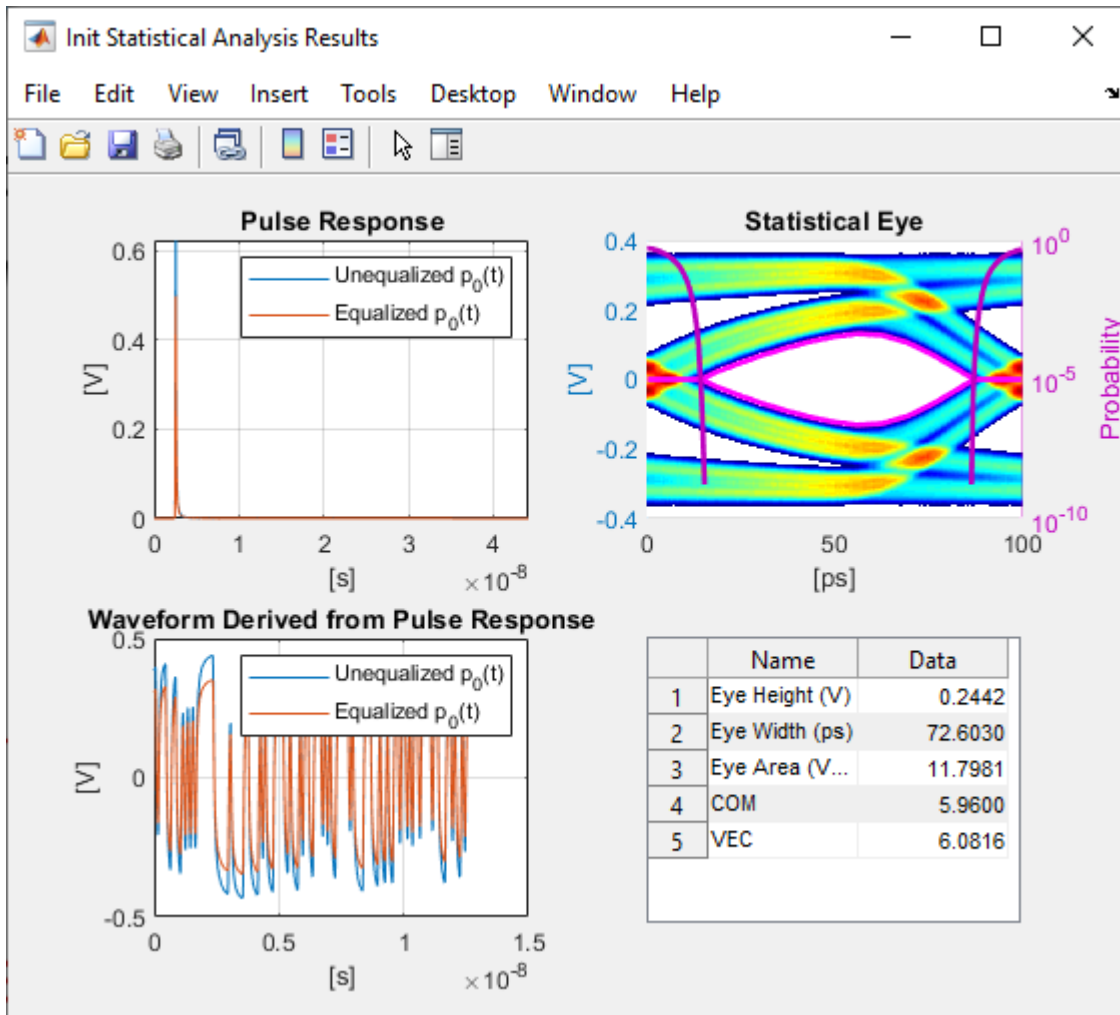 Init Statistical Analysis Results
File Edit View Insert Tools Desktop Window Help
Pulse Response
0.6
0.4
0.2
0
[V]
Unequalized p0(t)
Equalized p0(t)
0 1 2 3 4
[s] ×10-8
Statistical Eye
0.4
0.2
0
-0.2
-0.4
[V]
100
10-5
10-10
Probability
0 50 100
[ps]
Waveform Derived from Pulse Response
0.5
0
-0.5
[V]
Unequalized p0(t)
Equalized p0(t)
0 0.5 1 1.5
[s] ×10-8
Name Data
1 Eye Height (V) 0.2442
2 Eye Width (ps) 72.6030
3 Eye Area (V... 11.7981
4 COM 5.9600
5 VEC 6.0816